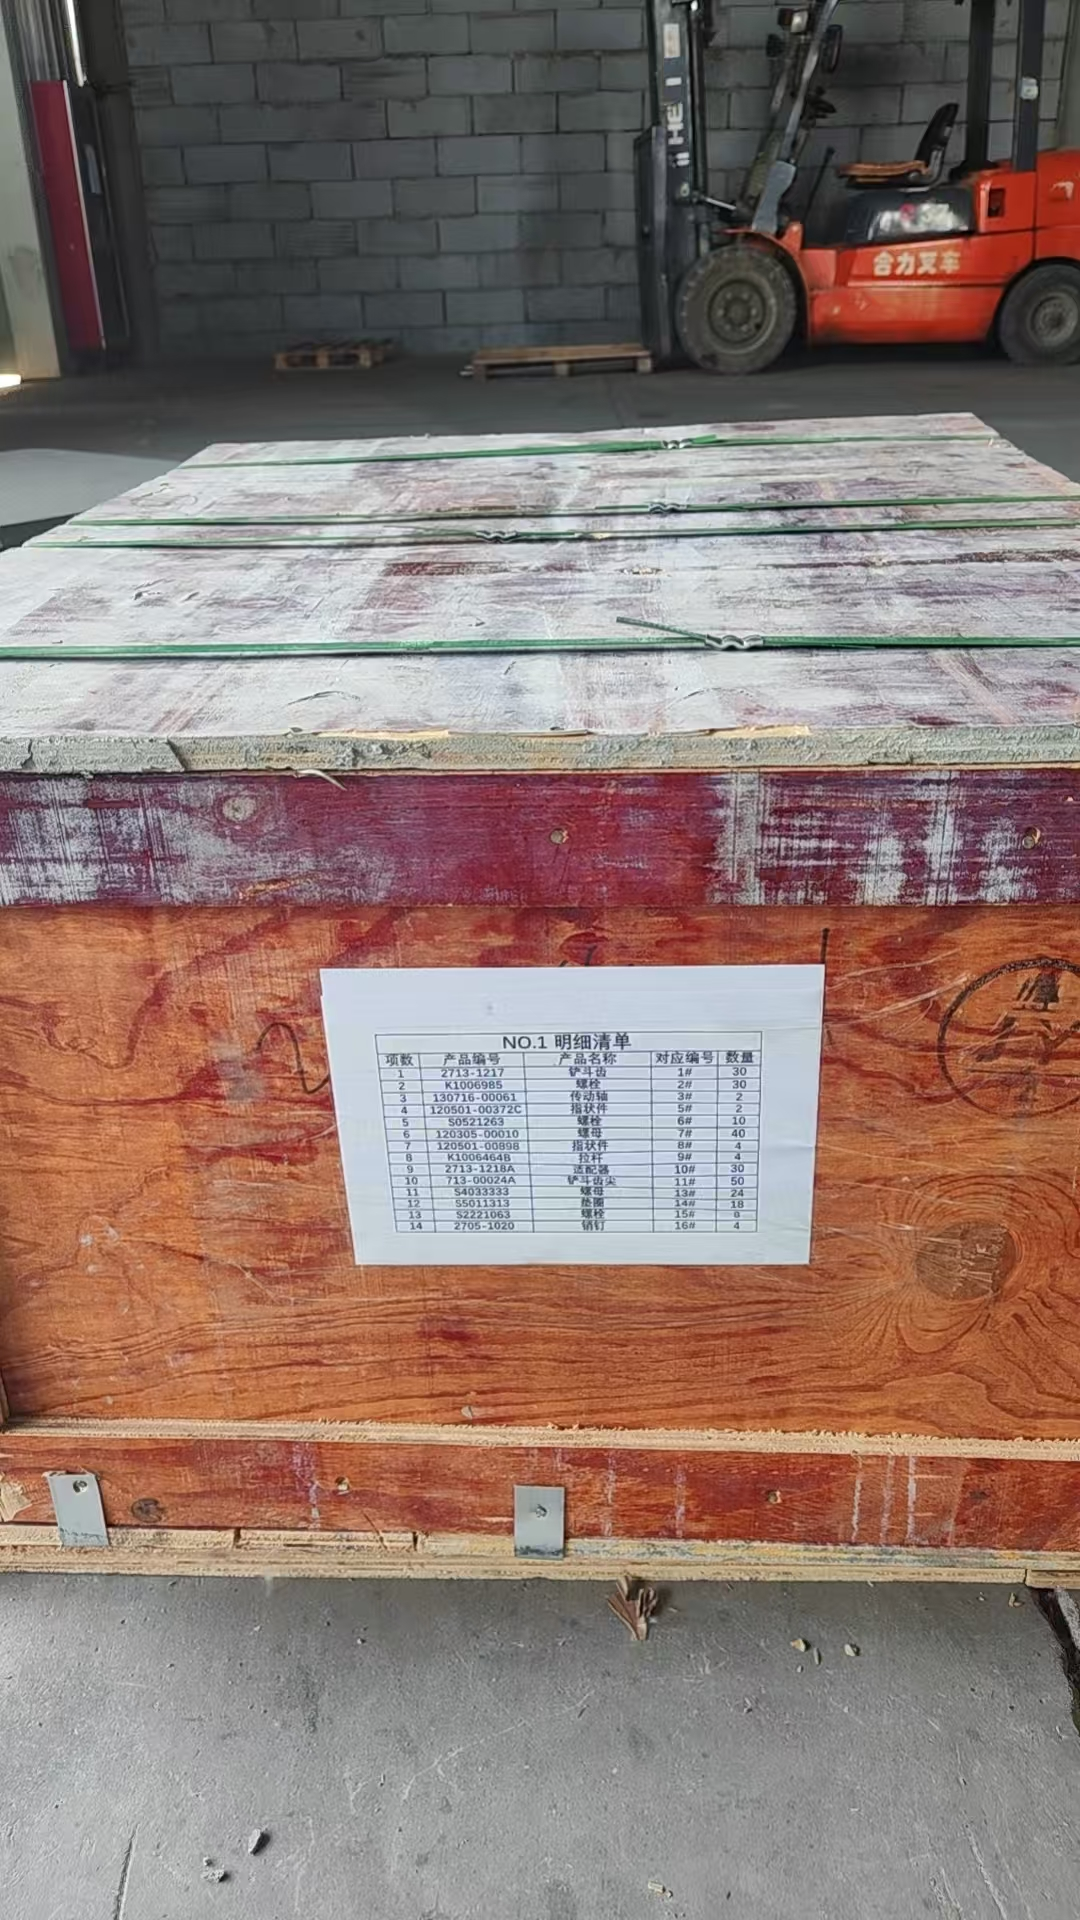 HELI
合力叉车
NO.1 明细清单
项数 产品编号 产品名称 对应编号 数量
1 2713-1217 铲斗齿 1# 30
2 K1006985 螺栓 2# 30
3 130716-00061 传动轴 3# 2
4 120501-00372C 指状件 5# 2
5 S0521263 螺栓 6# 10
6 120305-00010 螺母 7# 40
7 120501-00898 指状件 8# 4
8 K1006464B 拉杆 9# 4
9 2713-1218A 适配器 10# 30
10 713-00024A 铲斗齿尖 11# 50
11 S4033333 螺母 13# 24
12 S5011313 垫圈 14# 18
13 S2221063 螺栓 15#
14 2705-1020 销钉 16# 4